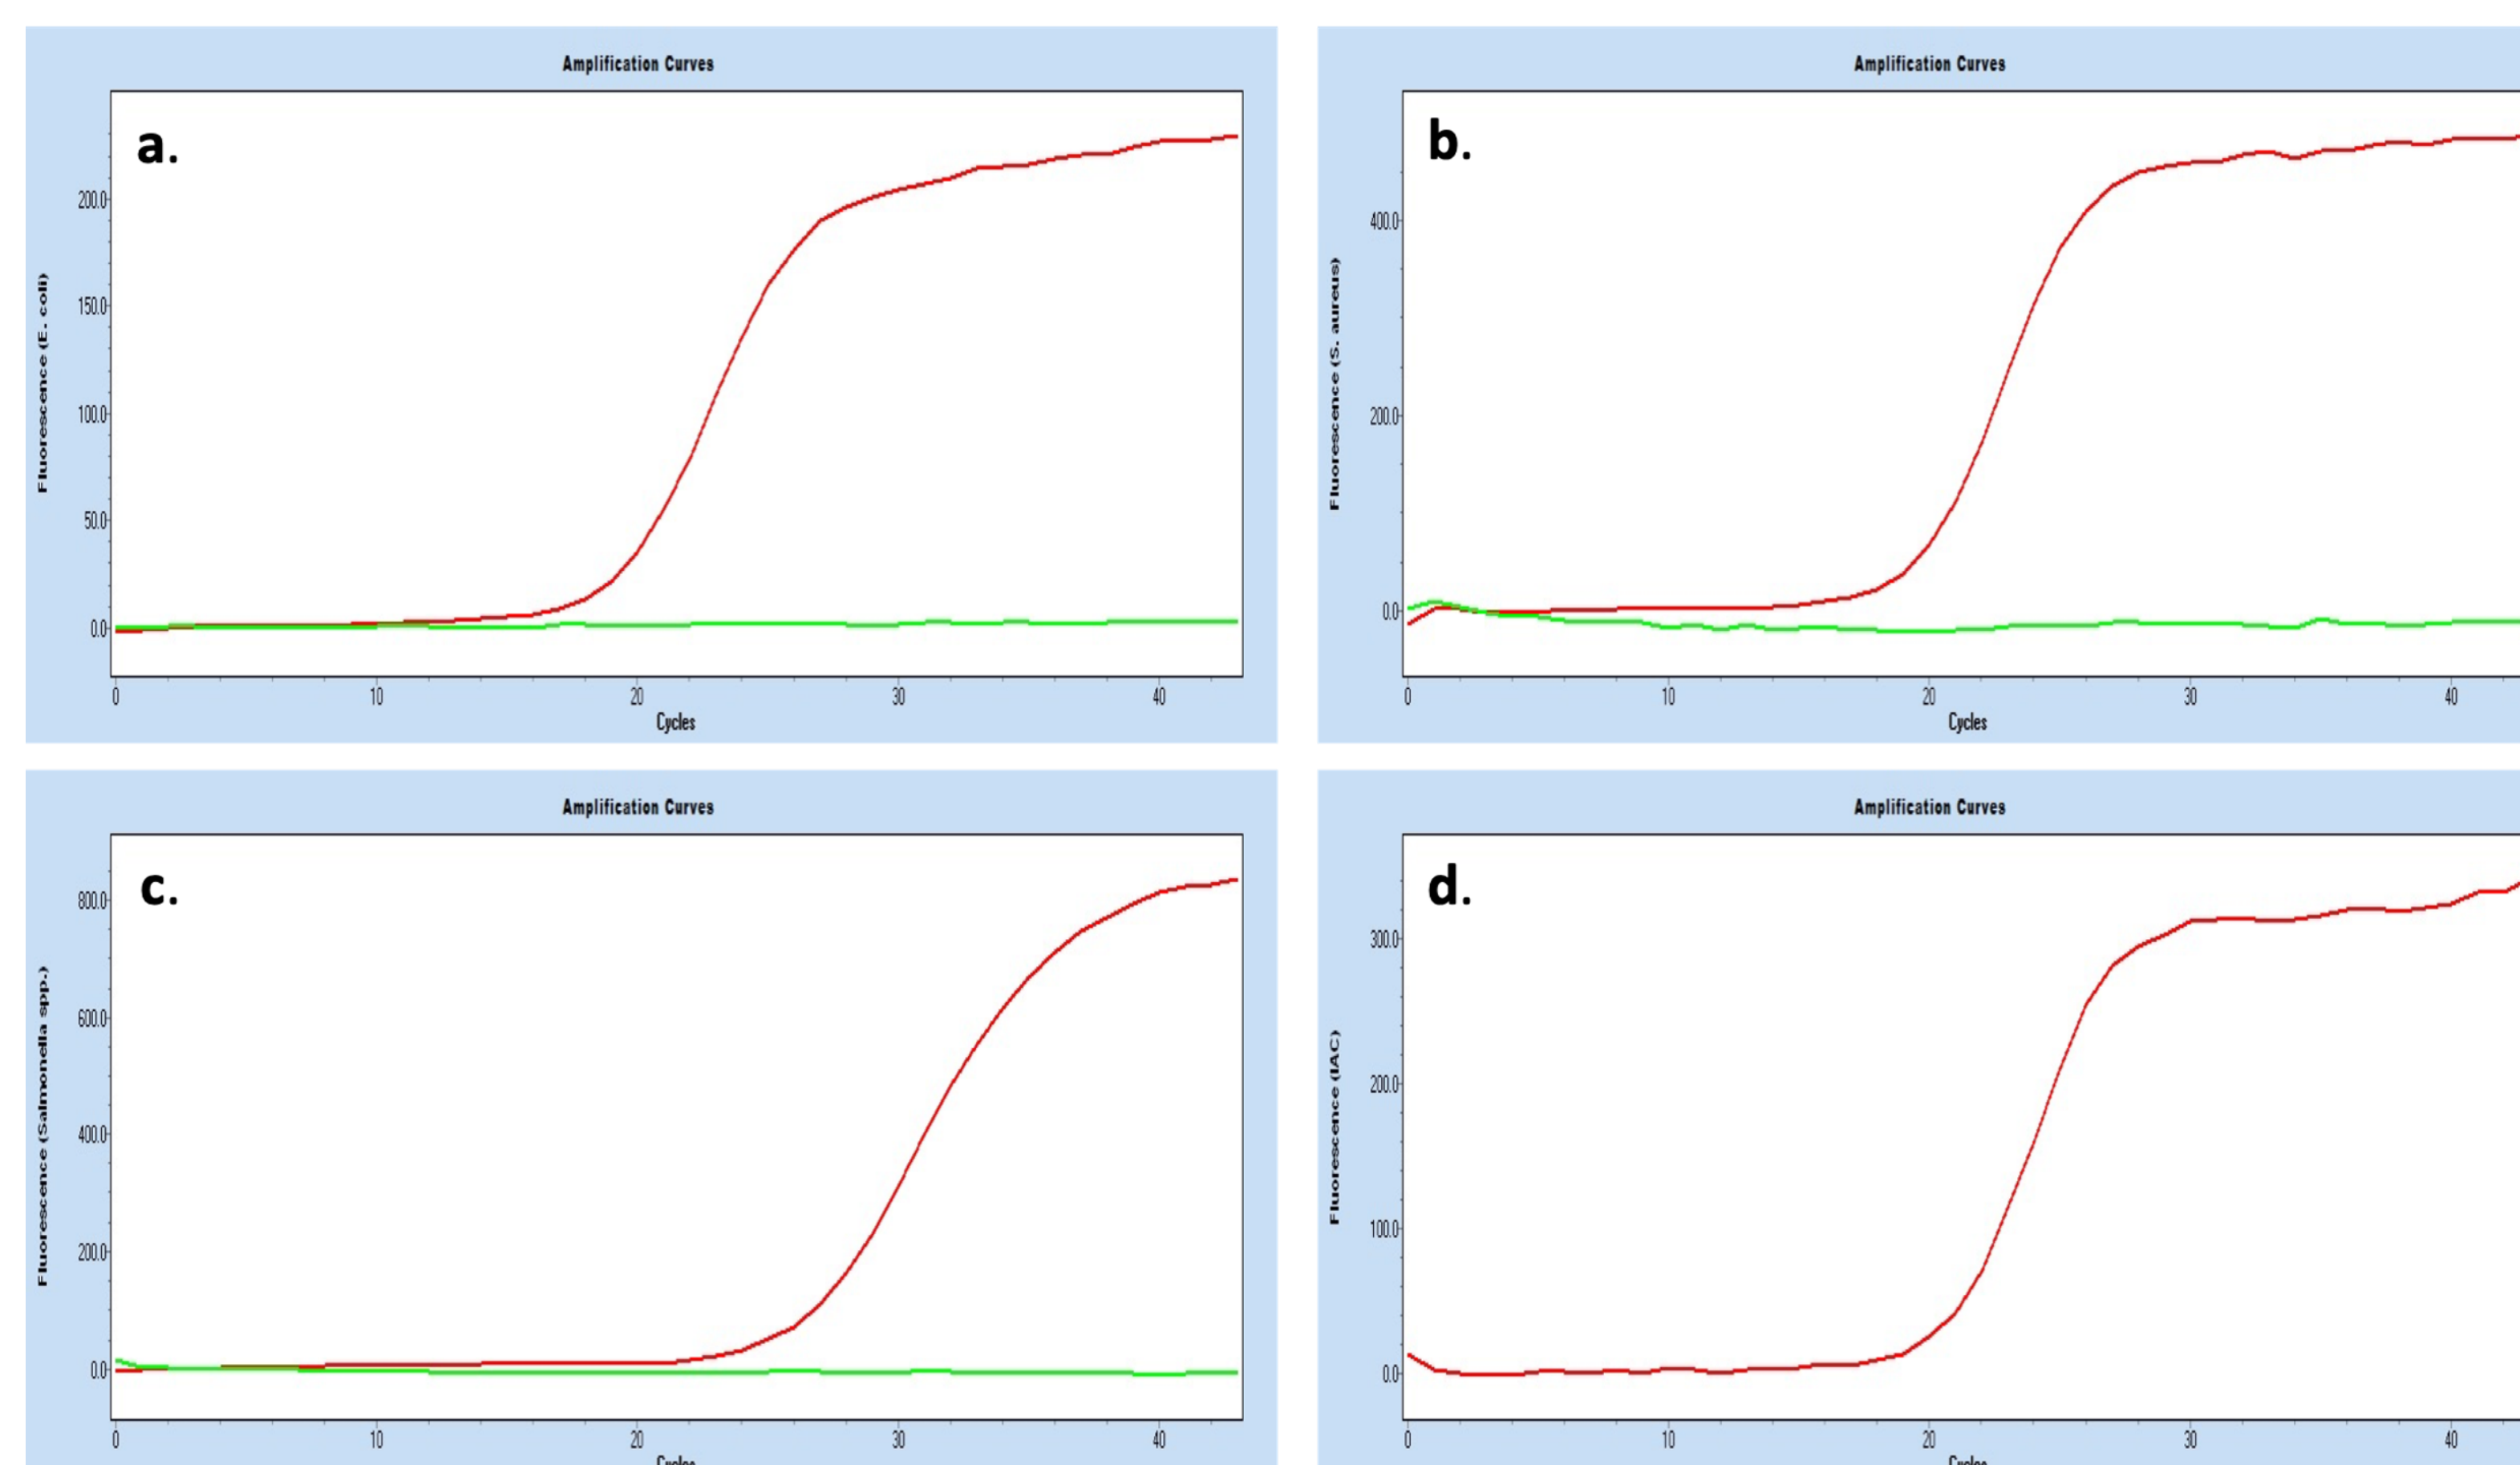 Amplification Curves
a.
Fluorescence (E. coli)
200.0
150.0
100.0
50.0
0.0
0 10 20 30 40
Cycles
Amplification Curves
b.
Fluorescence (S. aureus)
400.0
200.0
0.0
0 10 20 30 40
Cycles
Amplification Curves
c.
Fluorescence (Salmonella spp.)
800.0
600.0
400.0
200.0
0.0
0 10 20 30 40
Cycles
Amplification Curves
d.
Fluorescence (IAC)
300.0
200.0
100.0
0.0
0 10 20 30 40
Cycles